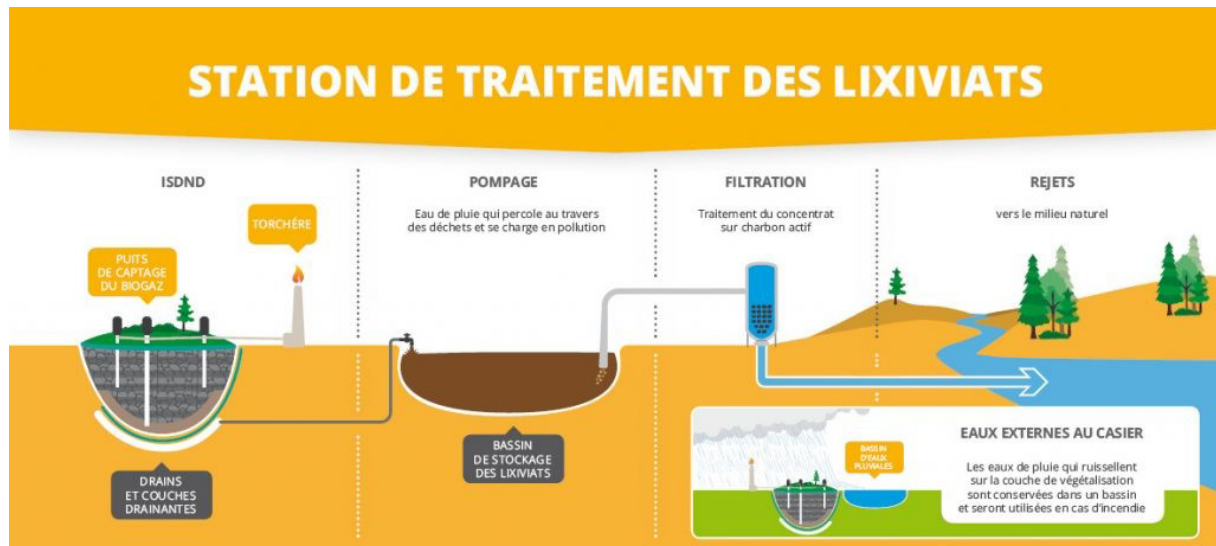 STATION DE TRAITEMENT DES LIXIVIATS
ISDND
TORCHÈRE
PUITS
DE CAPTAGE
DU BIOGAZ
DRAINS
ET COUCHES
DRAINANTES
POMPAGE
Eau de pluie qui percole au travers
des déchets et se charge en pollution
BASSIN
DE STOCKAGE
DES LIXIVIATS
FILTRATION
Traitement du concentrat
sur charbon actif
REJETS
vers le milieu naturel
BASSIN
D'EAUX
PLUVIALES
EAUX EXTERNES AU CASIER
Les eaux de pluie qui ruissellent
sur la couche de végétalisation
sont conservées dans un bassin
et seront utilisées en cas d'incendie